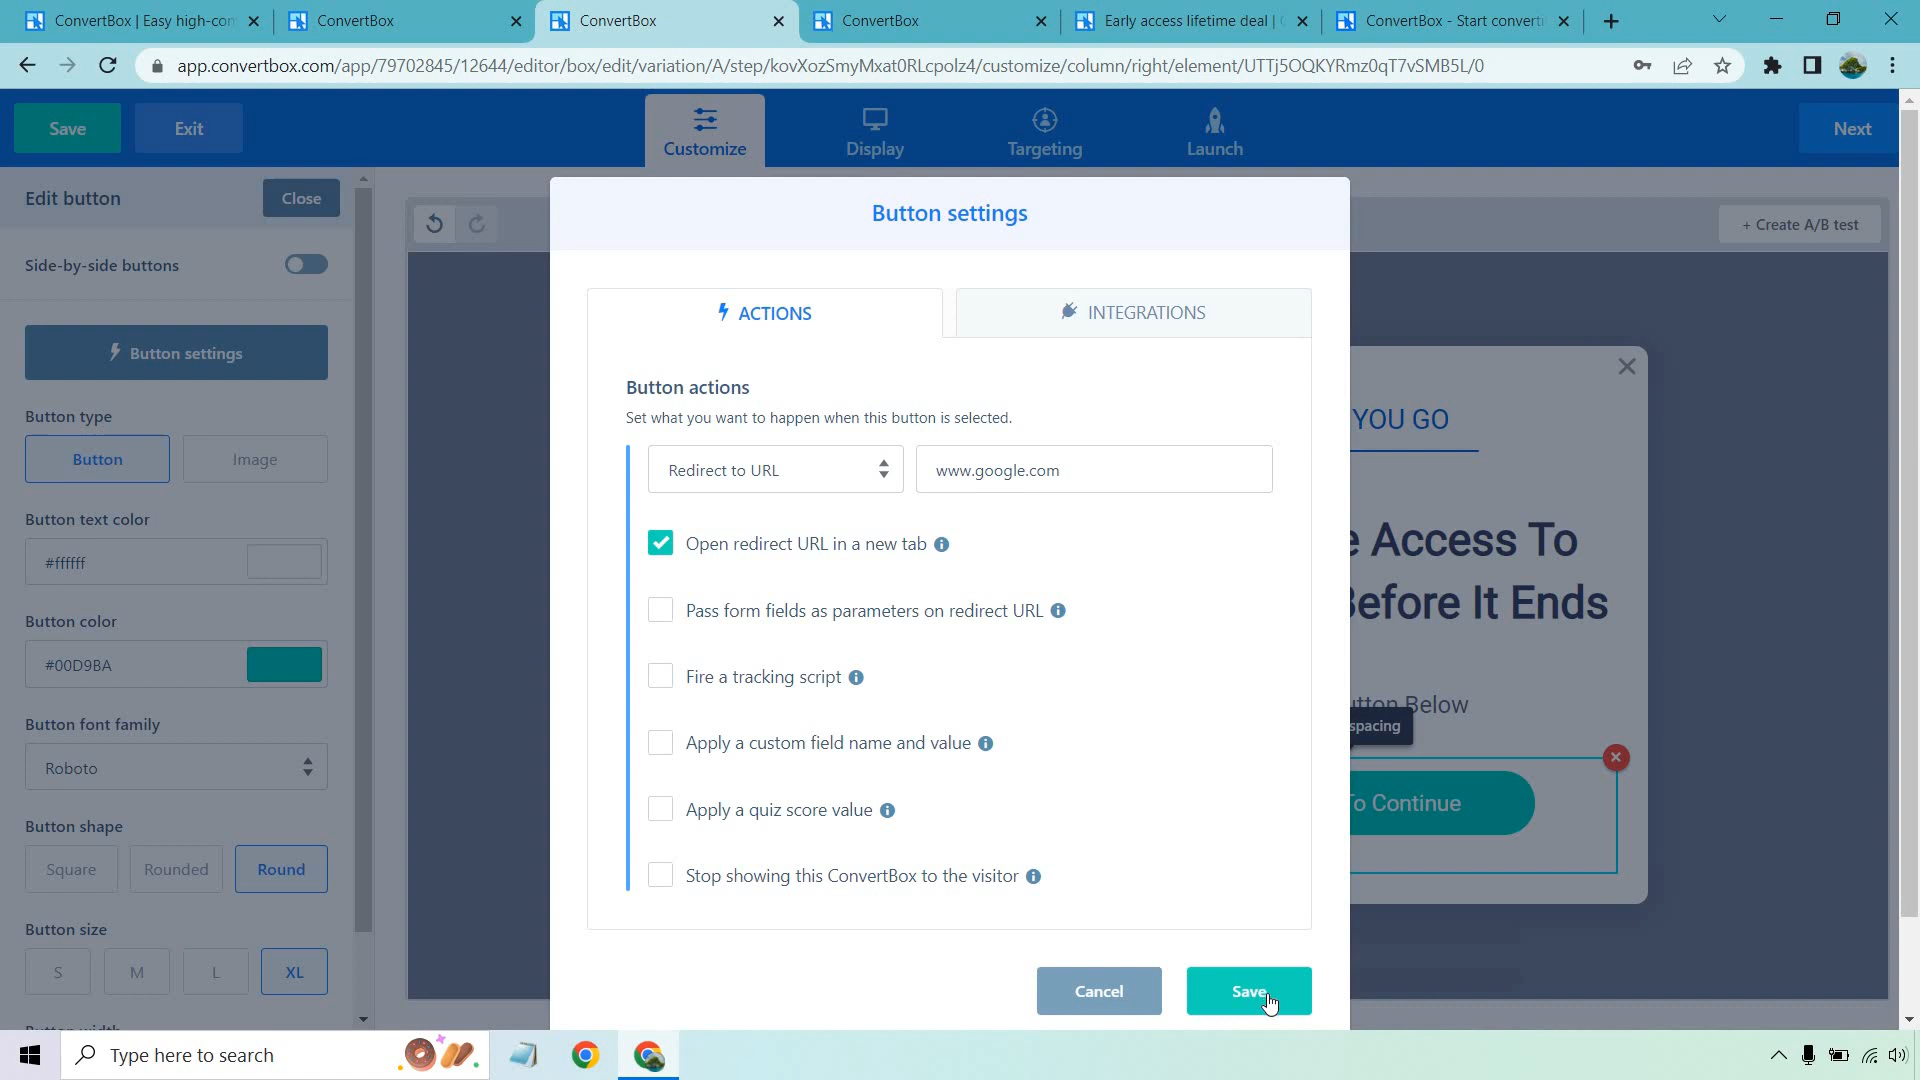 ConvertBox | Easy high-con
ConvertBox
ConvertBox
ConvertBox
Early access lifetime deal |
ConvertBox - Start converti
app.convertbox.com/app/79702845/12644/editor/box/edit/variation/A/step/kovXozSmyMxat0RLcpolz4/customize/column/right/element/UTTj5OQKYRmz0qT7vSMB5L/0
Save
Exit
Customize
Display
Targeting
Launch
Next
Edit button
Close
Side-by-side buttons
Button settings
Button type
Button
Image
Button text color
#ffffff
Button color
#00D9BA
Button font family
Roboto
Button shape
Square
Rounded
Round
Button size
S
M
L
XL
+ Create A/B test
Button settings
ACTIONS
INTEGRATIONS
Button actions
Set what you want to happen when this button is selected.
Redirect to URL
www.google.com
Open redirect URL in a new tab
Pass form fields as parameters on redirect URL
Fire a tracking script
Apply a custom field name and value
Apply a quiz score value
Stop showing this ConvertBox to the visitor
Cancel
Save
YOU GO
Access To
Before It Ends
Below
spacing
To Continue
Type here to search